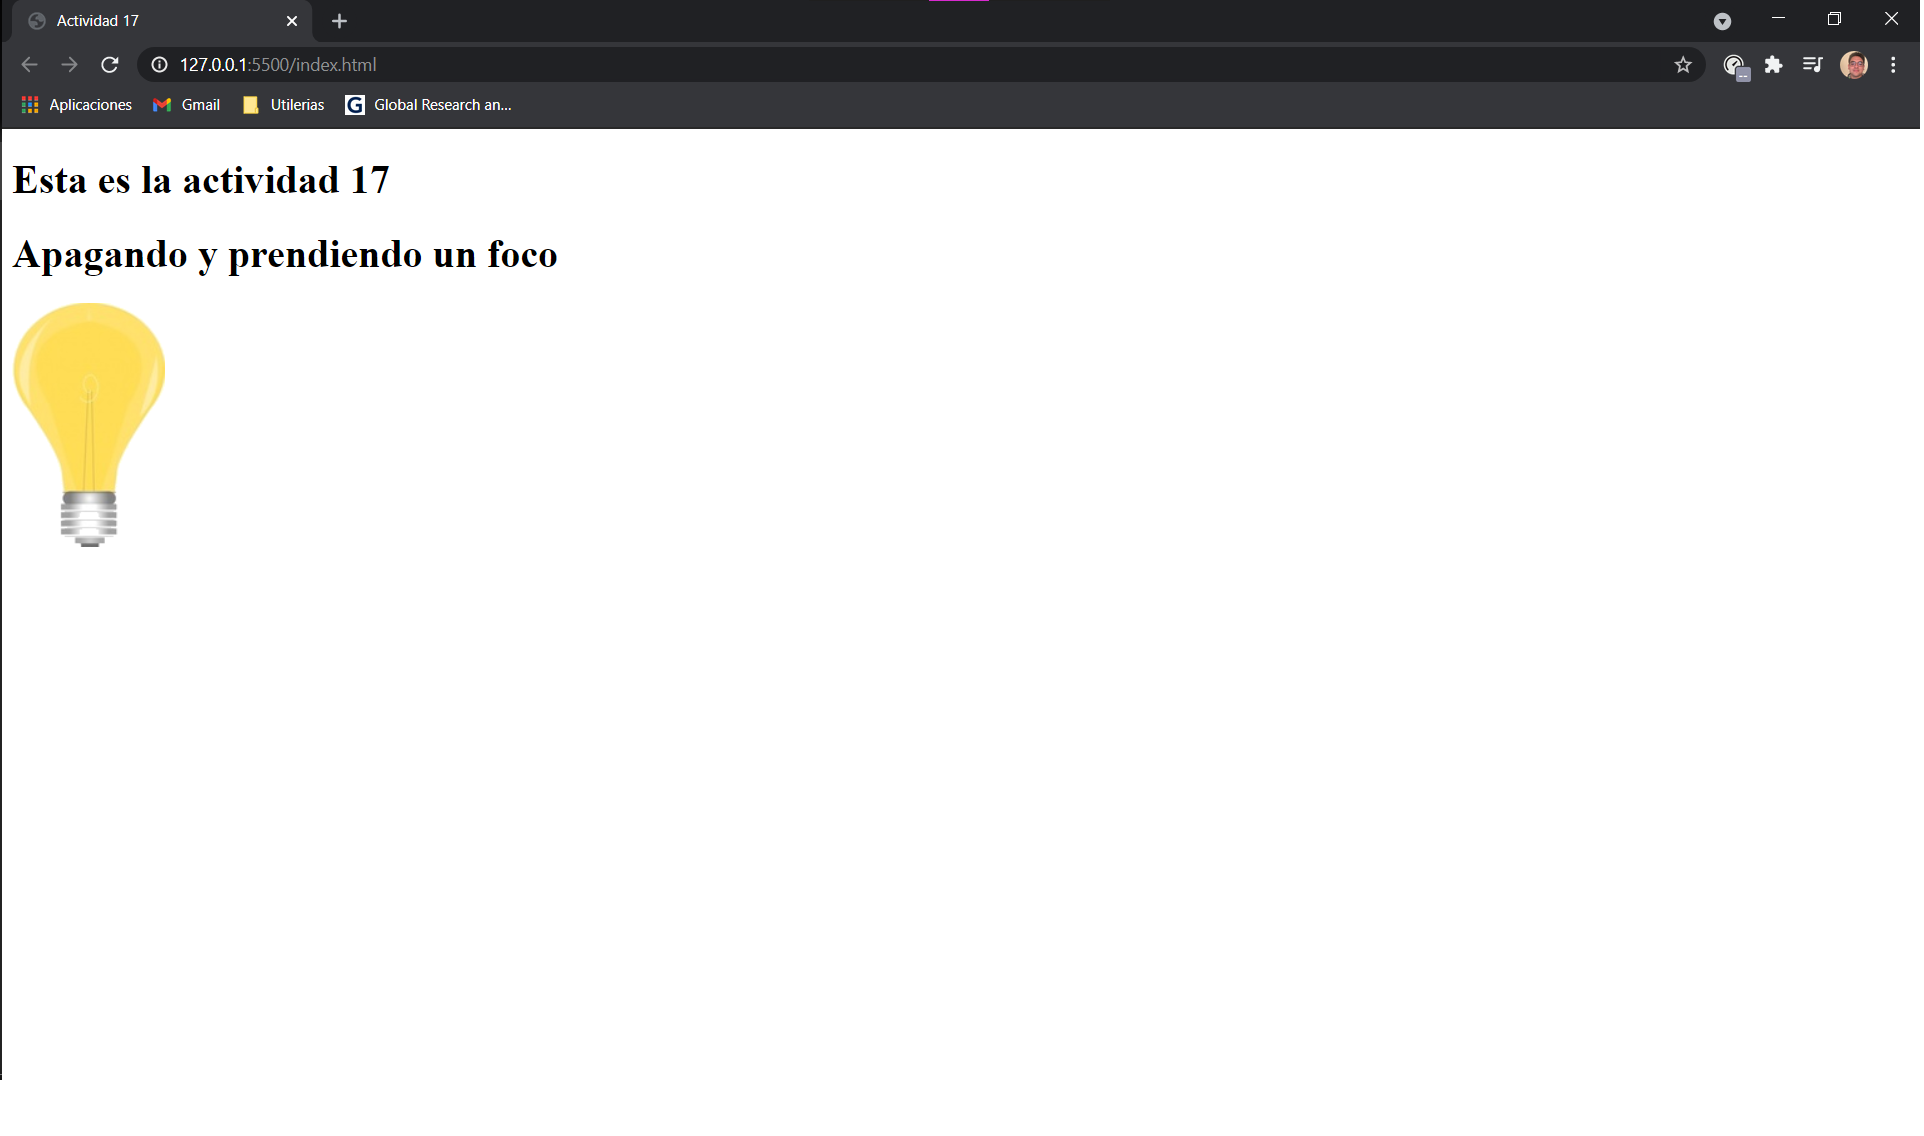 Actividad 17
127.0.0.1:5500/index.html
Aplicaciones Gmail Utilerias G Global Research an...
Esta es la actividad 17
Apagando y prendiendo un foco